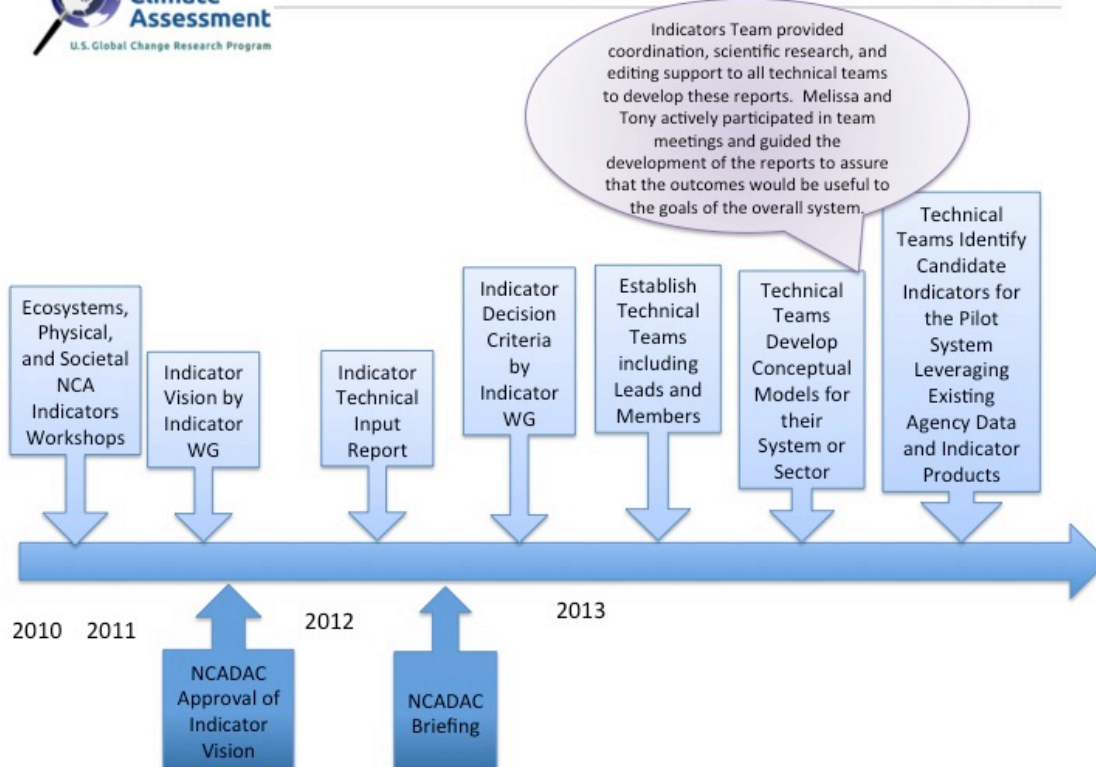 Climate
Assessment
U.S. Global Change Research Program
Indicators Team provided
coordination, scientific research, and
editing support to all technical teams
to develop these reports. Melissa and
Tony actively participated in team
meetings and guided the
development of the reports to assure
that the outcomes would be useful to
the goals of the overall system.
Ecosystems,
Physical,
and Societal
NCA
Indicators
Workshops
Indicator
Vision by
Indicator
WG
Indicator
Technical
Input
Report
Indicator
Decision
Criteria
by
Indicator
WG
Establish
Technical
Teams
including
Leads and
Members
Technical
Teams
Develop
Conceptual
Models for
their
System or
Sector
Technical
Teams Identify
Candidate
Indicators for
the Pilot
System
Leveraging
Existing
Agency Data
and Indicator
Products
2010
2011
2012
2013
NCADAC
Approval of
Indicator
Vision
NCADAC
Briefing